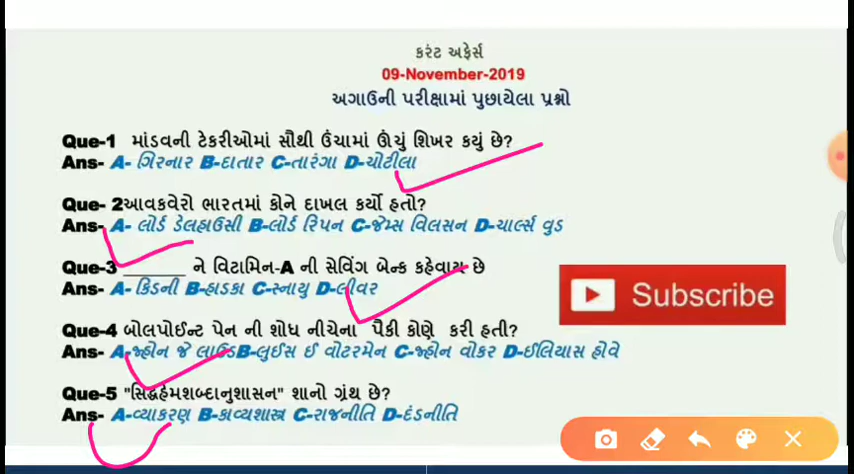 કરંટ અફેર્સ
09-November-2019
અગાઉની પરીક્ષામાં પુછાયેલા પ્રશ્નો
Que-1 માંડવની ટેકરીઓમાં સૌથી ઉંચામાં ઊંચું શિખર કયું છે?
Ans- A- ગિરનાર B-દાતાર C-તારંગા D-ચોટીલા
Que- 2આવકવેરો ભારતમાં કોને દાખલ કર્યો હતો?
Ans- A- લોર્ડ ડેલહાઉસી B-લોર્ડ રિપન C-જેમ્સ વિલસન D-ચાર્લ્સ વુડ
Que-3 ______ ને વિટામિન-A ની સેવિંગ બેન્ક કહેવાય છે
Ans- A- કિડની B-હાડકા C-સ્નાયુ D-લીવર
Subscribe
Que-4 બોલપોઈન્ટ પેન ની શોધ નીચેના પૈકી કોણે કરી હતી?
Ans- A-જ્હોન જે લાઉડB-લુઈસ ઈ વોટરમેન C-જ્હોન વોકર D-ઈલિયાસ હોવે
Que-5 "સિદ્ધહેમશબ્દાનુશાસન" શાનો ગ્રંથ છે?
Ans- A-વ્યાકરણ B-કાવ્યશાસ્ત્ર C-રાજનીતિ D-દંડનીતિ